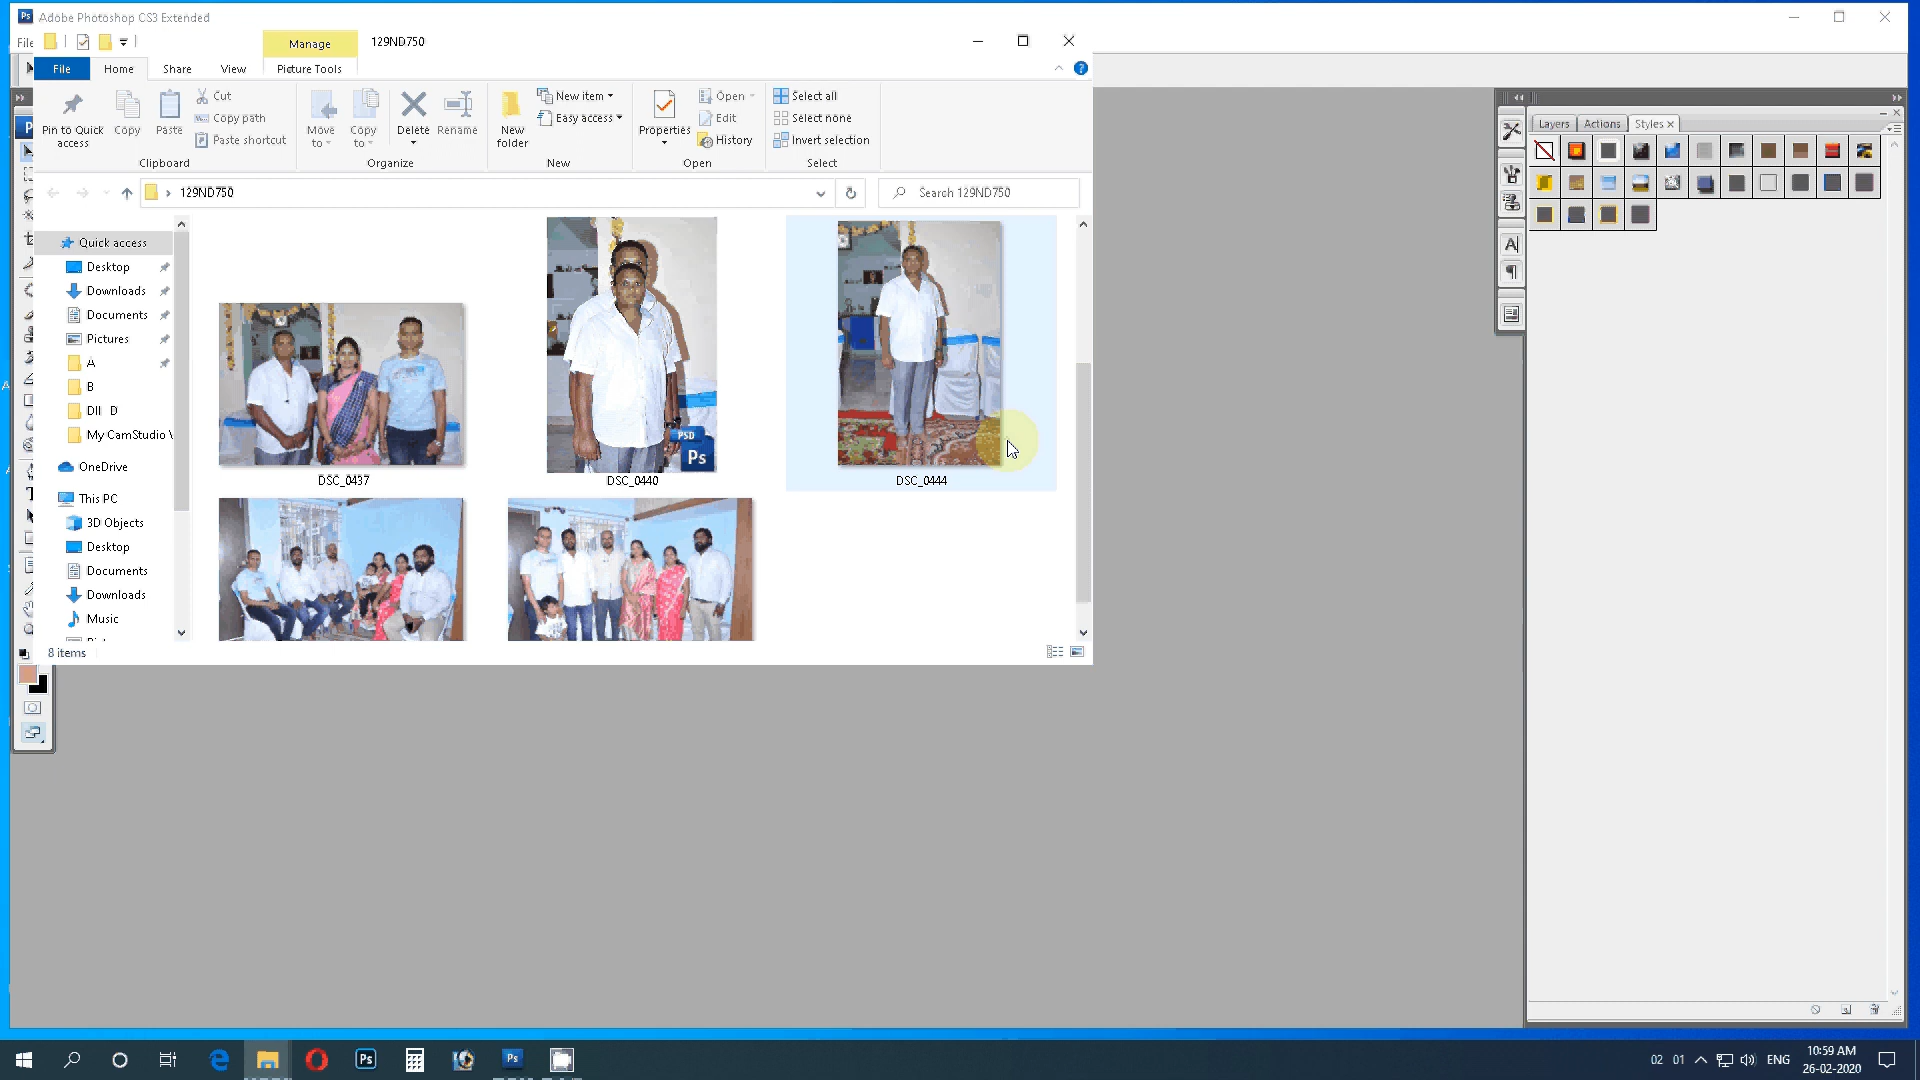 Adobe Photoshop CS3 Extended
File
Manage
129ND750
File
Home
Share
View
Picture Tools
Pin to Quick access
Copy
Paste
Cut
Copy path
Paste shortcut
Clipboard
Move to
Copy to
Delete
Rename
Organize
New folder
New item
Easy access
New
Properties
Open
Edit
History
Open
Select all
Select none
Invert selection
Select
129ND750
Search 129ND750
Quick access
Desktop
Downloads
Documents
Pictures
A
B
DII D
My CamStudio
OneDrive
This PC
3D Objects
Desktop
Documents
Downloads
Music
DSC_0437
PSD
Ps
DSC_0440
DSC_0444
8 items
Layers
Actions
Styles
02 01
ENG
10:59 AM
26-02-2020